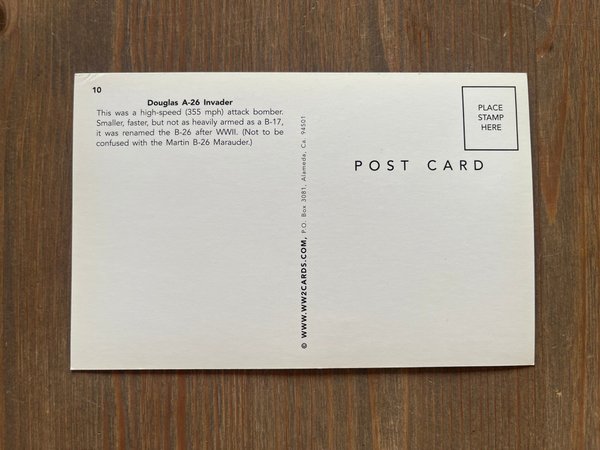 10
Douglas A-26 Invader
This was a high-speed (355 mph) attack bomber.
Smaller, faster, but not as heavily armed as a B-17,
it was renamed the B-26 after WWII. (Not to be
confused with the Martin B-26 Marauder.)
© WWW.WW2CARDS.COM, P.O. Box 3081, Alameda, Ca. 94501
PLACE
STAMP
HERE
POST CARD